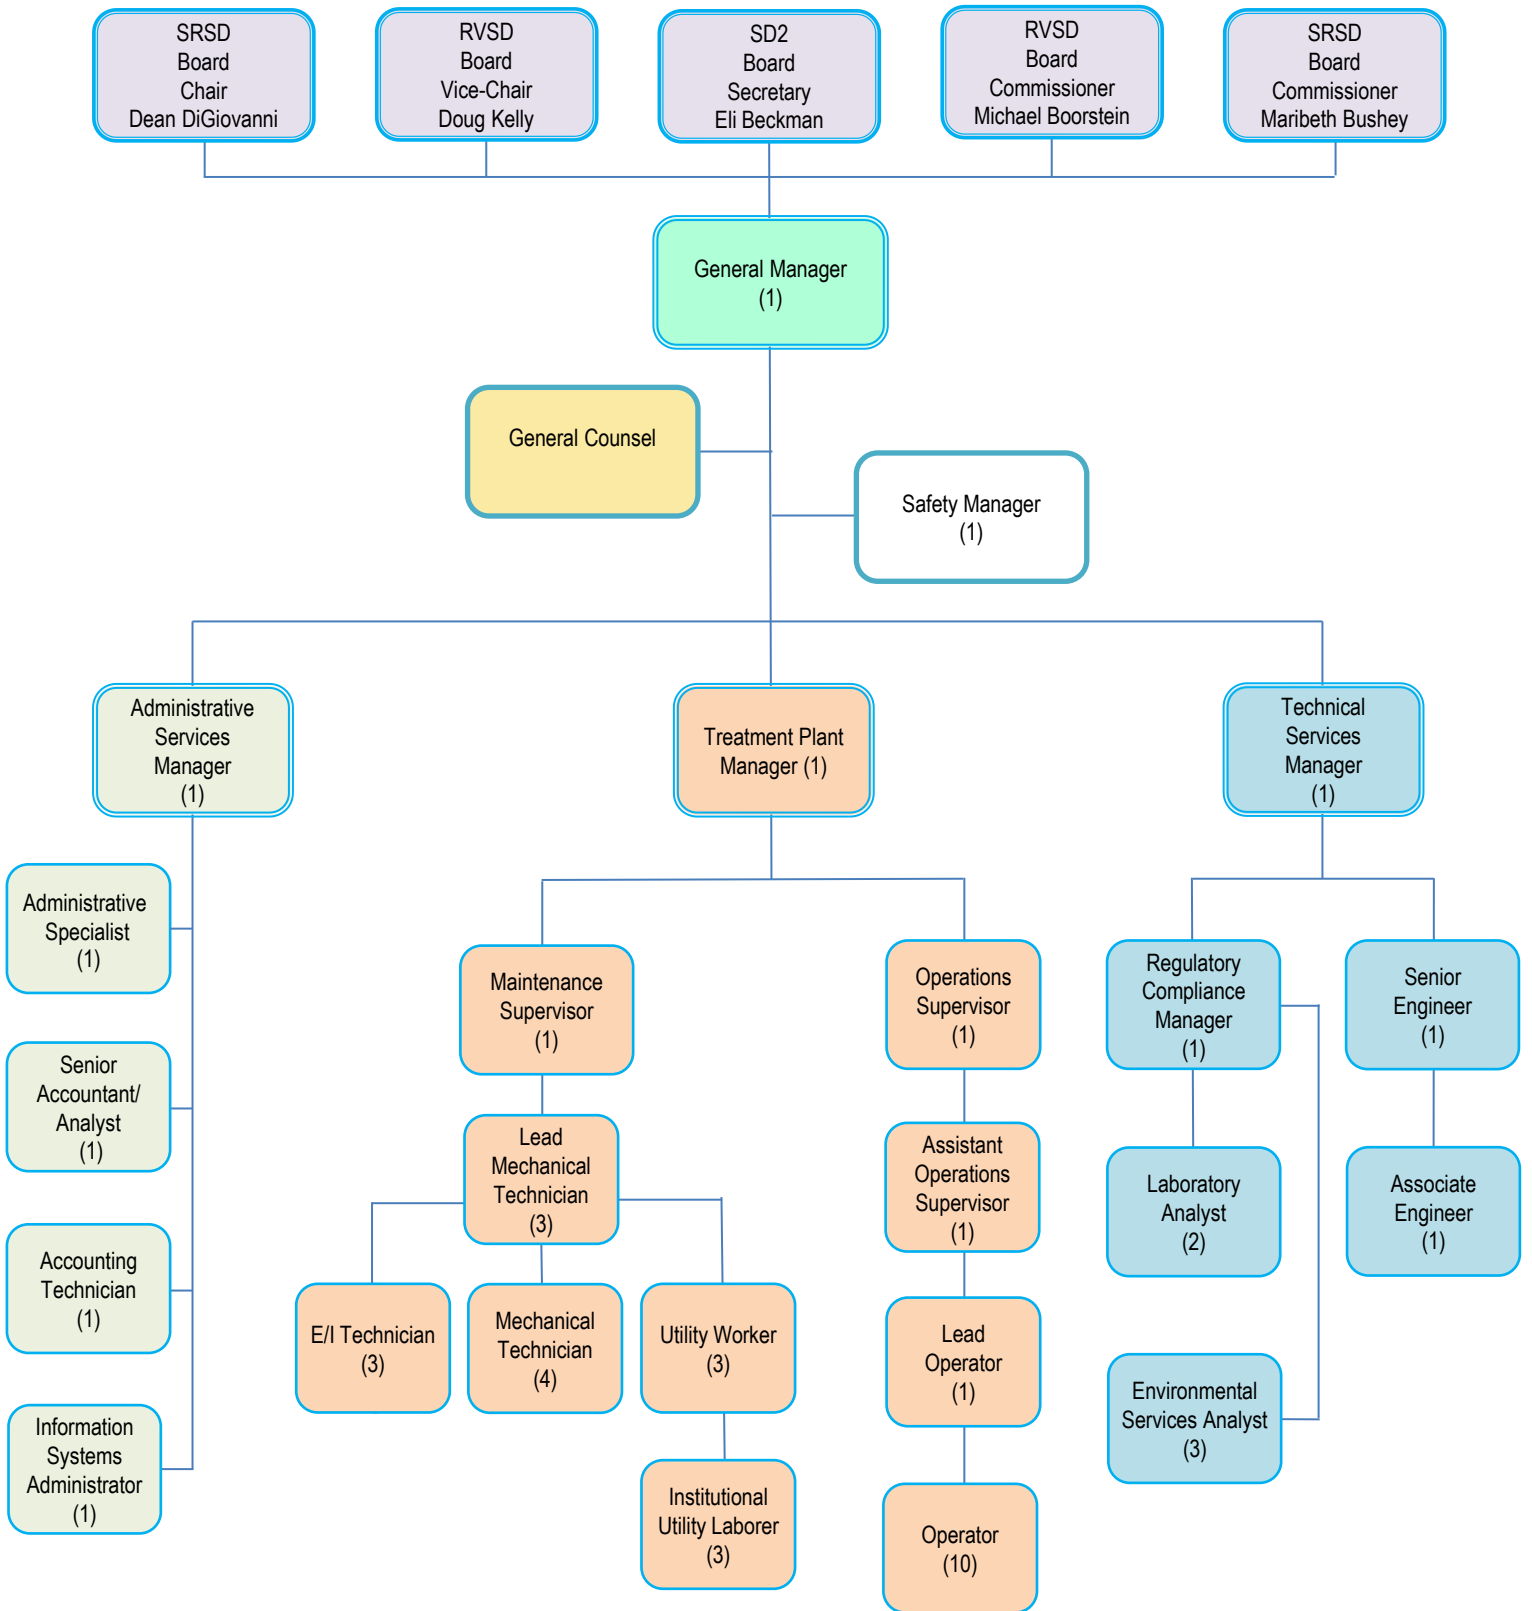 SRSD
Board
Chair
Dean DiGiovanni
RVSD
Board
Vice-Chair
Doug Kelly
SD2
Board
Secretary
Eli Beckman
RVSD
Board
Commissioner
Michael Boorstein
SRSD
Board
Commissioner
Maribeth Bushey
General Manager
(1)
General Counsel
Safety Manager
(1)
Administrative
Services
Manager
(1)
Treatment Plant
Manager (1)
Technical
Services
Manager
(1)
Administrative
Specialist
(1)
Senior
Accountant/
Analyst
(1)
Accounting
Technician
(1)
Information
Systems
Administrator
(1)
Maintenance
Supervisor
(1)
Lead
Mechanical
Technician
(3)
E/I Technician
(3)
Mechanical
Technician
(4)
Utility Worker
(3)
Institutional
Utility Laborer
(3)
Operations
Supervisor
(1)
Assistant
Operations
Supervisor
(1)
Lead
Operator
(1)
Operator
(10)
Regulatory
Compliance
Manager
(1)
Laboratory
Analyst
(2)
Environmental
Services Analyst
(3)
Senior
Engineer
(1)
Associate
Engineer
(1)